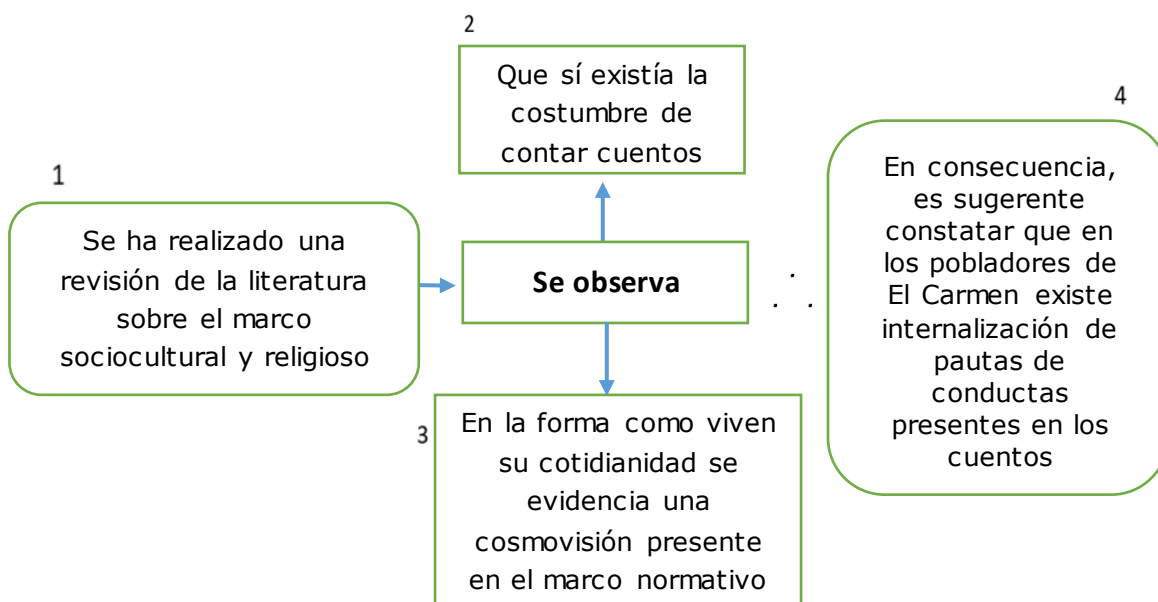 1
Se ha realizado una
revisión de la literatura
sobre el marco
sociocultural y religioso
2
Que sí existía la
costumbre de
contar cuentos
Se observa
3
En la forma como viven
su cotidianidad se
evidencia una
cosmovisión presente
en el marco normativo
4
En consecuencia,
es sugerente
constatar que en
los pobladores de
El Carmen existe
internalización de
pautas de
conductas
presentes en los
cuentos